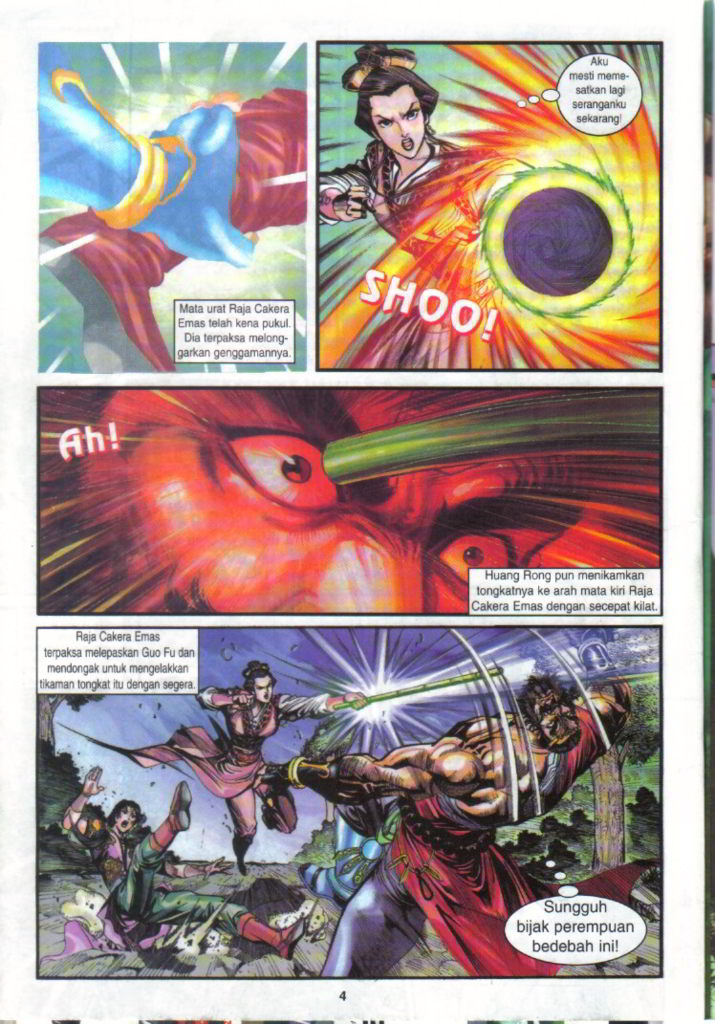 Mata urat Raja Cakera
Emas telah kena pukul.
Dia terpaksa melong-
garkan genggamannya.
Aku
mesti meme-
satkan lagi
seranganku
sekarang!
SHOO!
Ah!
Huang Rong pun menikamkan
tongkatnya ke arah mata kiri Raja
Cakera Emas dengan secepat kilat.
Raja Cakera Emas
terpaksa melepaskan Guo Fu dan
mendongak untuk mengelakkan
tikaman tongkat itu dengan segera.
Sungguh
bijak perempuan
bedebah ini!
4